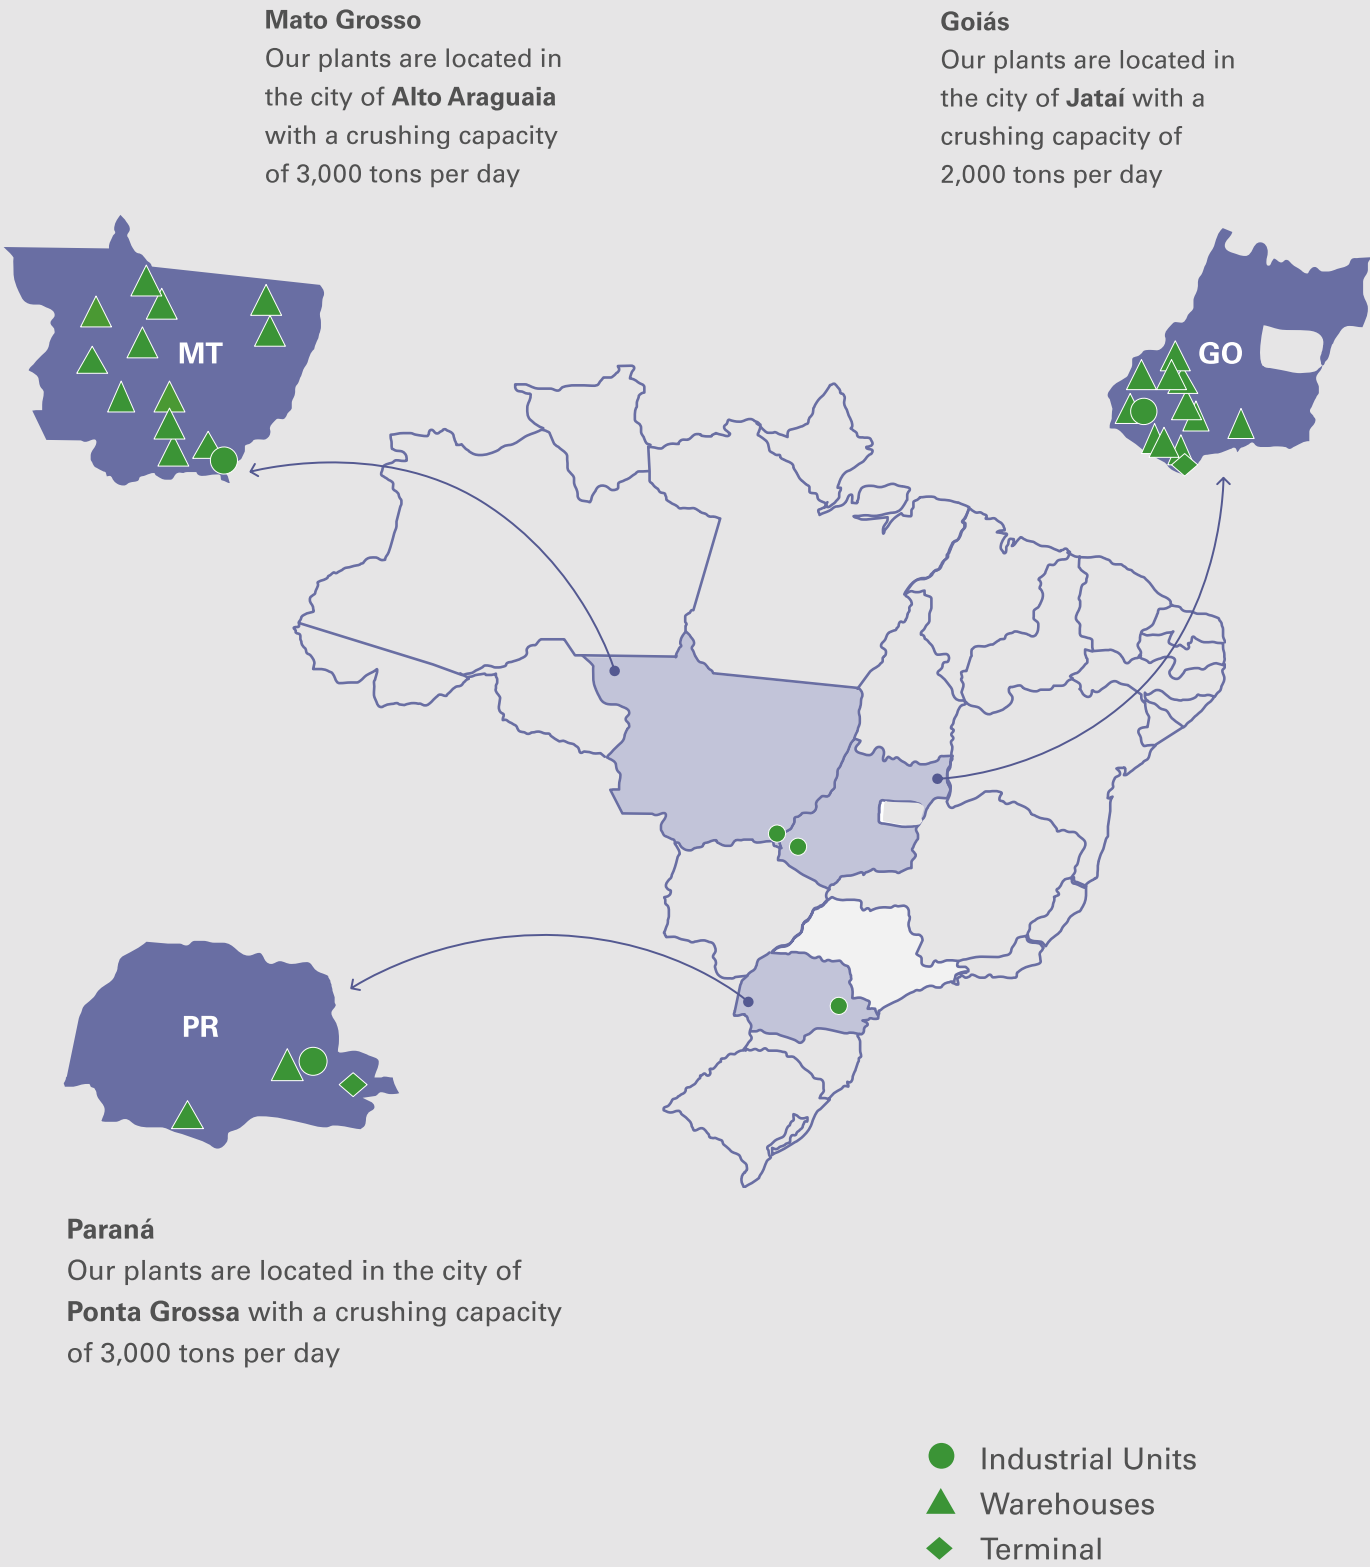 Mato Grosso
Our plants are located in
the city of Alto Araguaia
with a crushing capacity
of 3,000 tons per day
Goiás
Our plants are located in
the city of Jataí with a
crushing capacity of
2,000 tons per day
MT
GO
PR
Paraná
Our plants are located in the city of
Ponta Grossa with a crushing capacity
of 3,000 tons per day
Industrial Units
Warehouses
Terminal